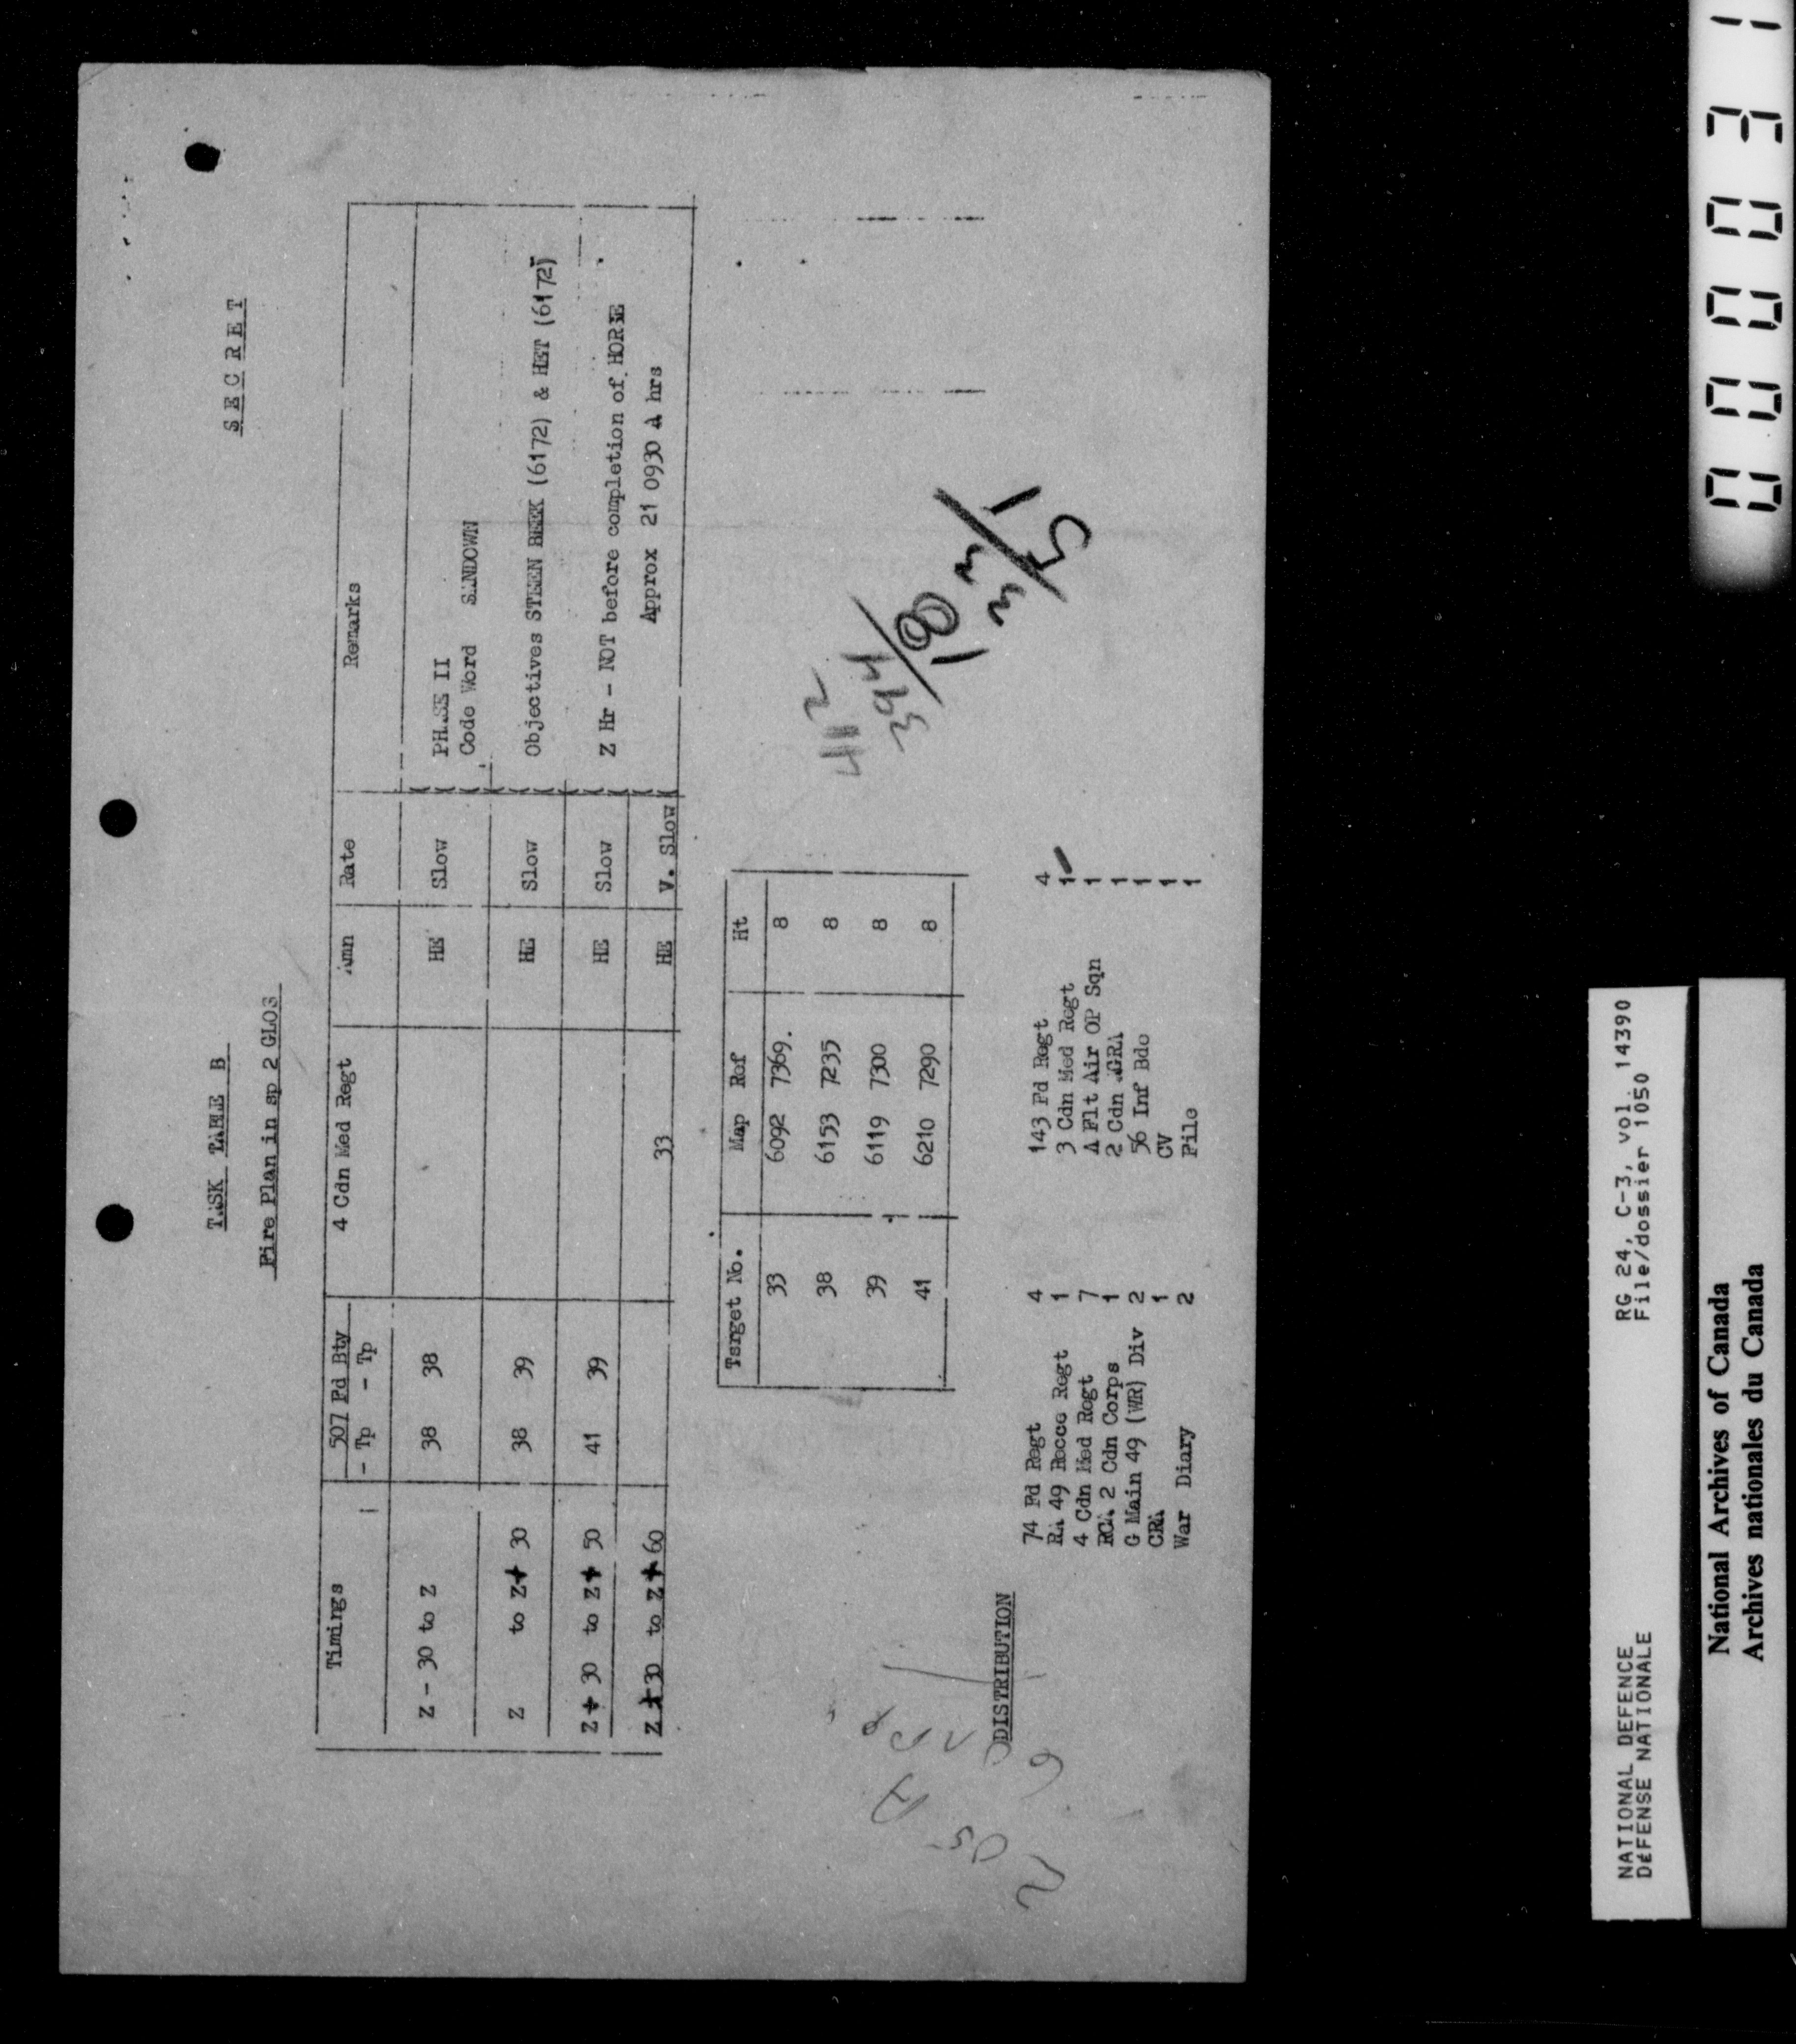 SECRET
TASK TABLE B
Fire Plan in sp 2 GLOS
Timings 507 Fd Bty 4 Cdn Med Regt Amn Rate Remarks
- Tp - Tp
Z - 30 to Z 38 38 HE Slow PHASE II
Code Word SANDOWN
Z to Z + 30 38 39 HE Slow Objectives STEEN BEEK (6172) & HET (6172)
Z + 30 to Z + 50 41 39 HE Slow Z Hr - NOT before completion of HORSE
Approx 21 0930 A hrs
Z + 30 to Z + 60 33 HE V. Slow
Tsrget No. Map Ref Ht
33 6092 7369. 8
38 6153 7235 8
39 6119 7300 8
41 6210 7290 8
412
394
18
DISTRIBUTION
74 Fd Regt 4 143 Fd Regt 4
RA 49 Recce Regt 1 3 Cdn Med Regt 1
4 Cdn Med Regt 7 A Flt Air OP Sqn 1
RCA 2 Cdn Corps 1 2 Cdn AGRA 1
G Main 49 (WR) Div 2 56 Inf Bde 1
CRA 1 CV 1
War Diary 2 File 1
NATIONAL DEFENCE RG 24, C-3, vol. 14390
DÉFENSE NATIONALE File/dossier 1050
National Archives of Canada
Archives nationales du Canada
0000031